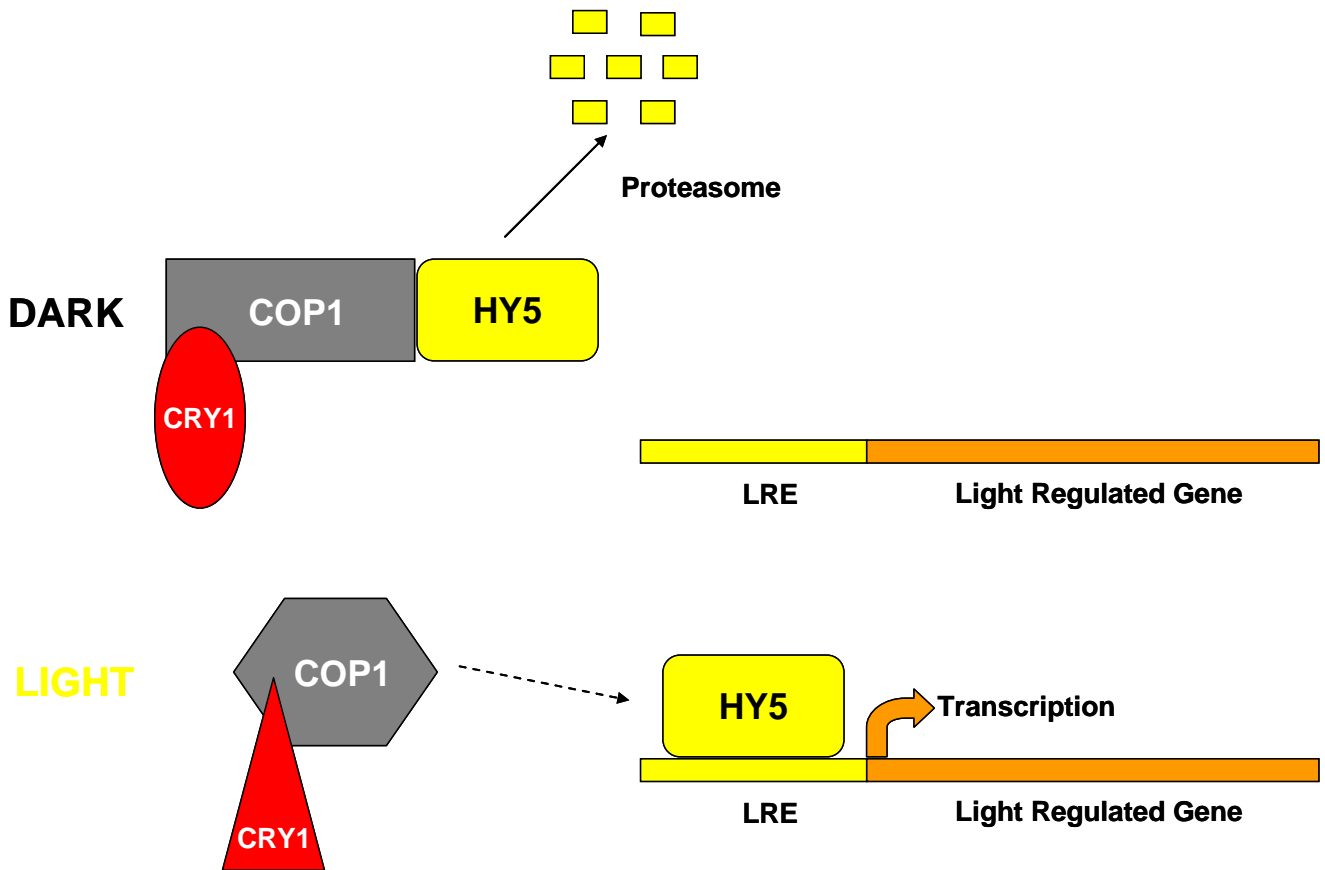 Proteasome
DARK
COP1
HY5
CRY1
LRE
Light Regulated Gene
LIGHT
COP1
HY5
Transcription
CRY1
LRE
Light Regulated Gene